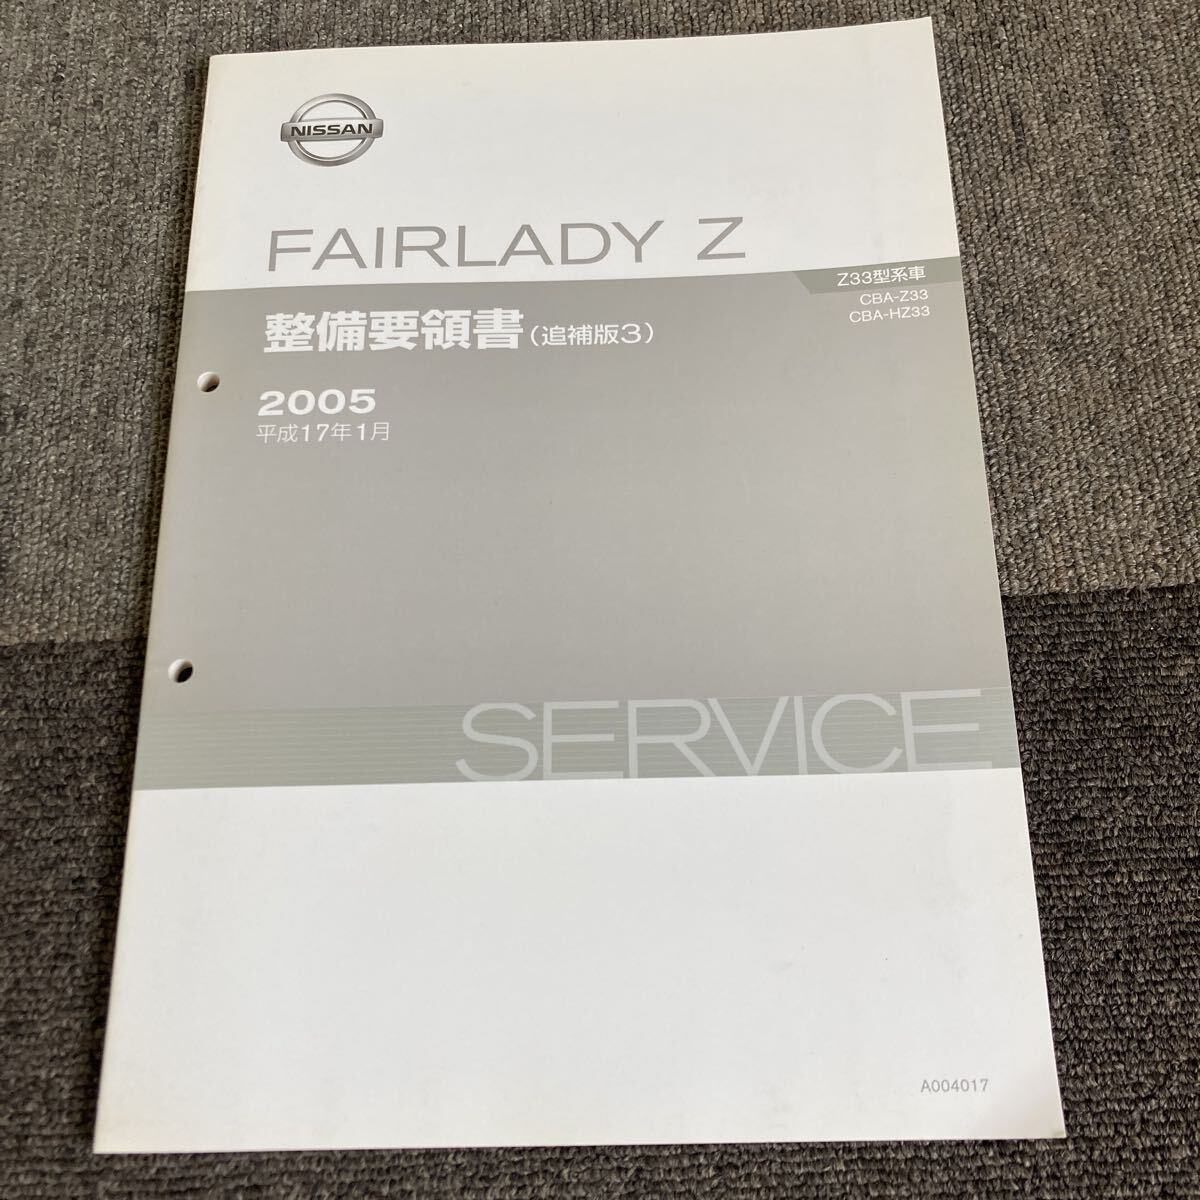 NISSAN
FAIRLADY Z
Z33型系車
CBA-Z33
CBA-HZ33
整備要領書(追補版3)
2005
平成17年1月
SERVICE
A004017